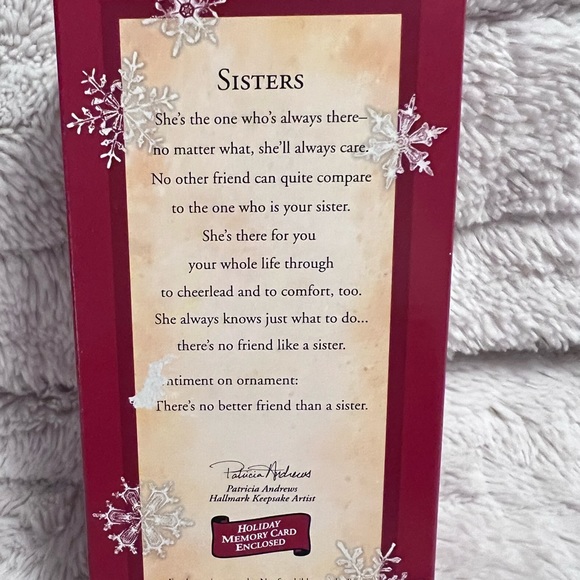 SISTERS
She's the one who's always there–
no matter what, she'll always care.
No other friend can quite compare
to the one who is your sister.
She's there for you
your whole life through
to cheerlead and to comfort, too.
She always knows just what to do...
there's no friend like a sister.
ntiment on ornament:
There's no better friend than a sister.
Patricia Andrews
Patricia Andrews
Hallmark Keepsake Artist
HOLIDAY
MEMORY CARD
ENCLOSED